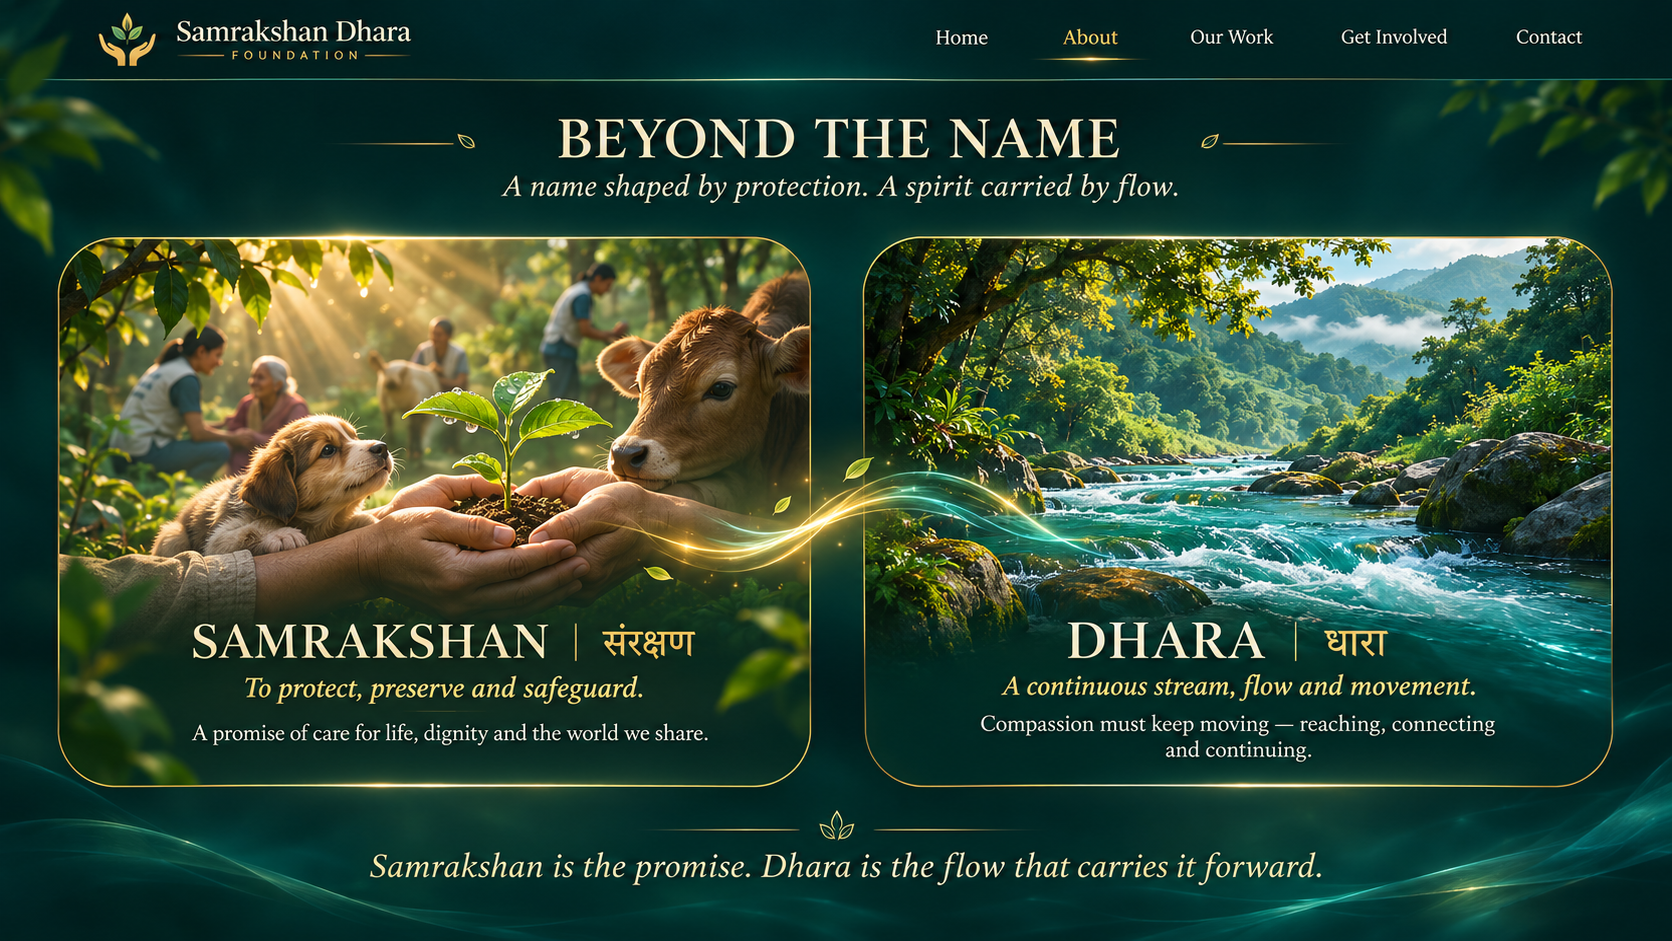 Samrakshan Dhara
FOUNDATION
Home
About
Our Work
Get Involved
Contact
BEYOND THE NAME
A name shaped by protection. A spirit carried by flow.
SAMRAKSHAN | संरक्षण
To protect, preserve and safeguard.
A promise of care for life, dignity and the world we share.
DHARA | धारा
A continuous stream, flow and movement.
Compassion must keep moving — reaching, connecting
and continuing.
Samrakshan is the promise. Dhara is the flow that carries it forward.